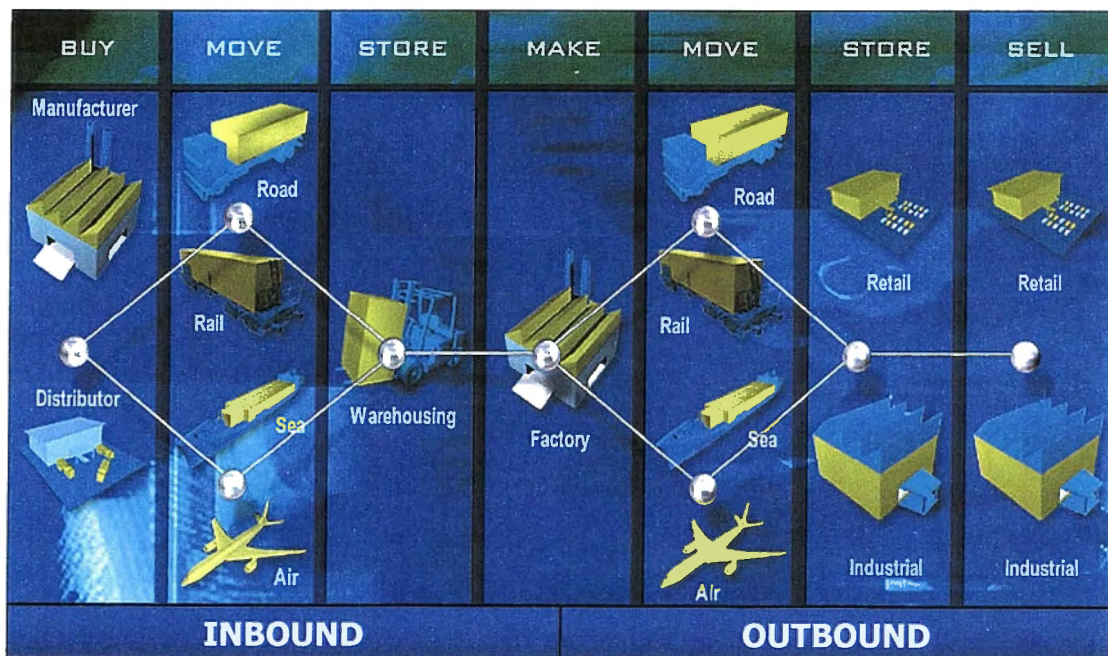 BUY
MOVE
STORE
MAKE
MOVE
STORE
SELL
Manufacturer
Road
Rail
Distributor
Sea
Air
Warehousing
Factory
Road
Rail
Sea
Air
Retail
Industrial
Retail
Industrial
INBOUND
OUTBOUND